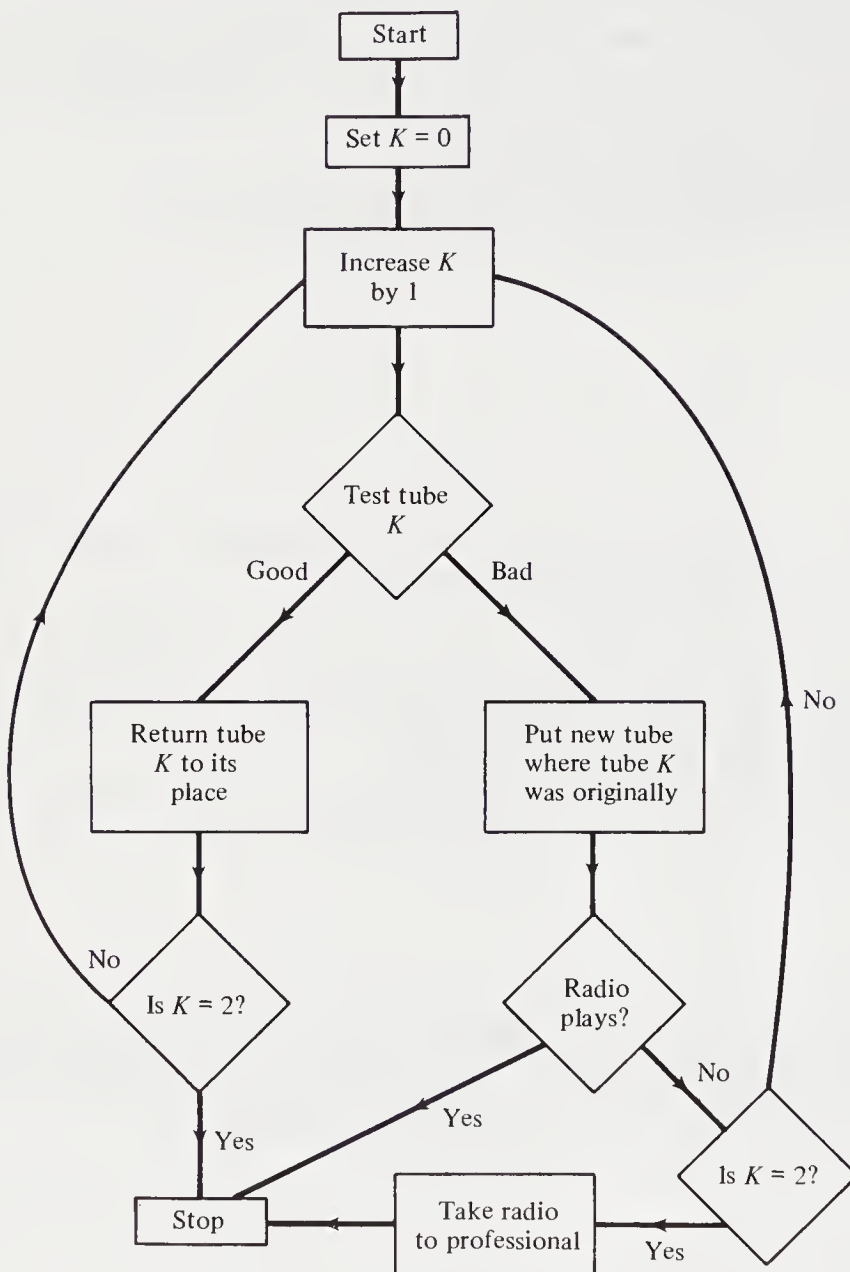 Start
Set K = 0
Increase K
by 1
Test tube
K
Good
Bad
Return tube
K to its
place
Put new tube
where tube K
was originally
No
No
Is K = 2?
Radio
plays?
No
Yes
Yes
Is K = 2?
Stop
Take radio
to professional
Yes